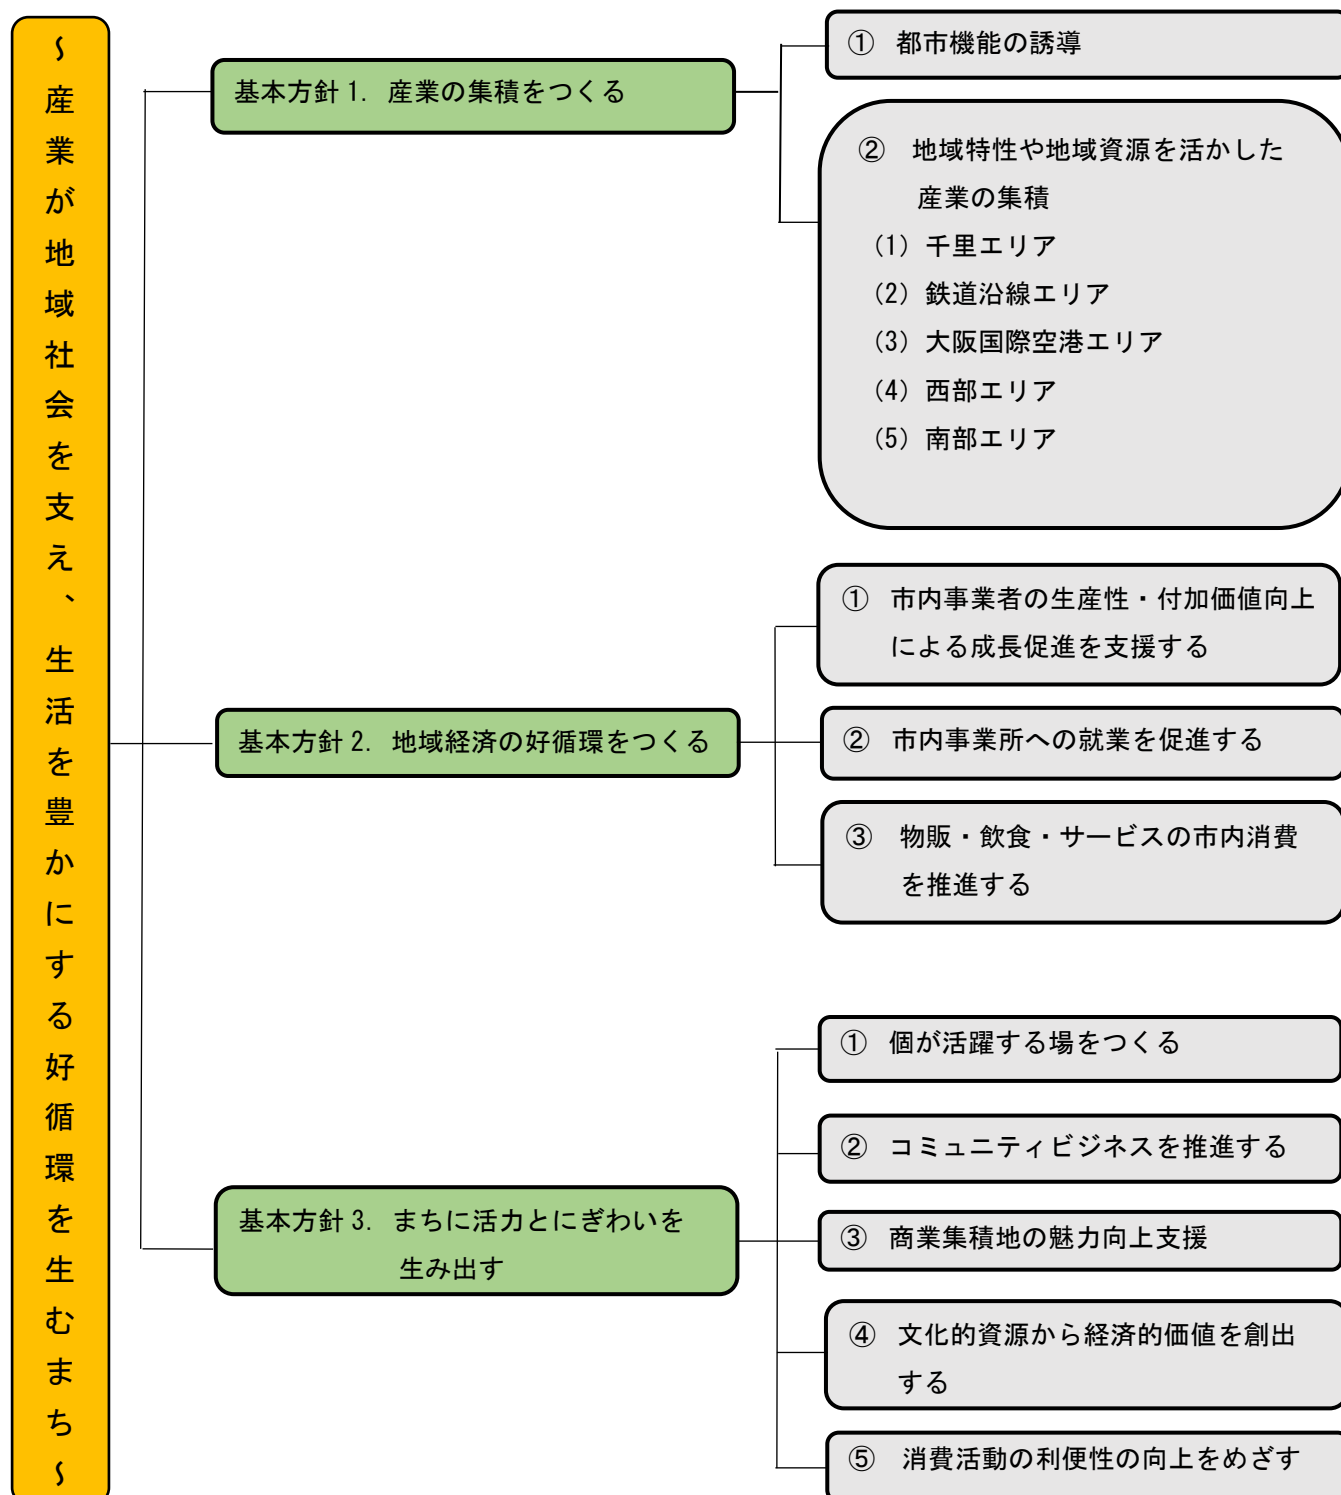 ～産業が地域社会を支え、生活を豊かにする好循環を生むまち～
基本方針 1. 産業の集積をつくる
① 都市機能の誘導
② 地域特性や地域資源を活かした
産業の集積
(1) 千里エリア
(2) 鉄道沿線エリア
(3) 大阪国際空港エリア
(4) 西部エリア
(5) 南部エリア
基本方針 2. 地域経済の好循環をつくる
① 市内事業者の生産性・付加価値向上
による成長促進を支援する
② 市内事業所への就業を促進する
③ 物販・飲食・サービスの市内消費
を推進する
基本方針 3. まちに活力とにぎわいを
生み出す
① 個が活躍する場をつくる
② コミュニティビジネスを推進する
③ 商業集積地の魅力向上支援
④ 文化的資源から経済的価値を創出
する
⑤ 消費活動の利便性の向上をめざす